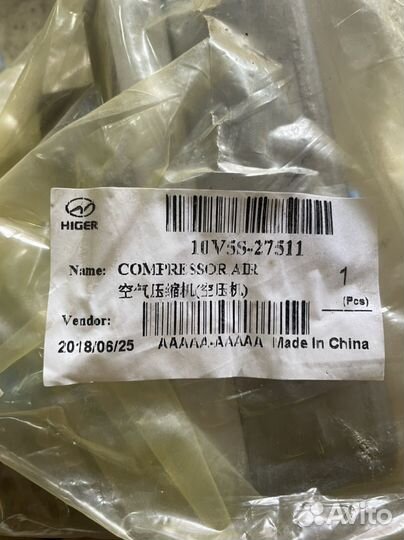 HIGER
10V58-27511
Name: COMPRESSOR AIR
空气压缩机(空压机)
1
(Pcs)
Vendor:
2018/06/25
AAAAA-AAAAA Made In China
Avito